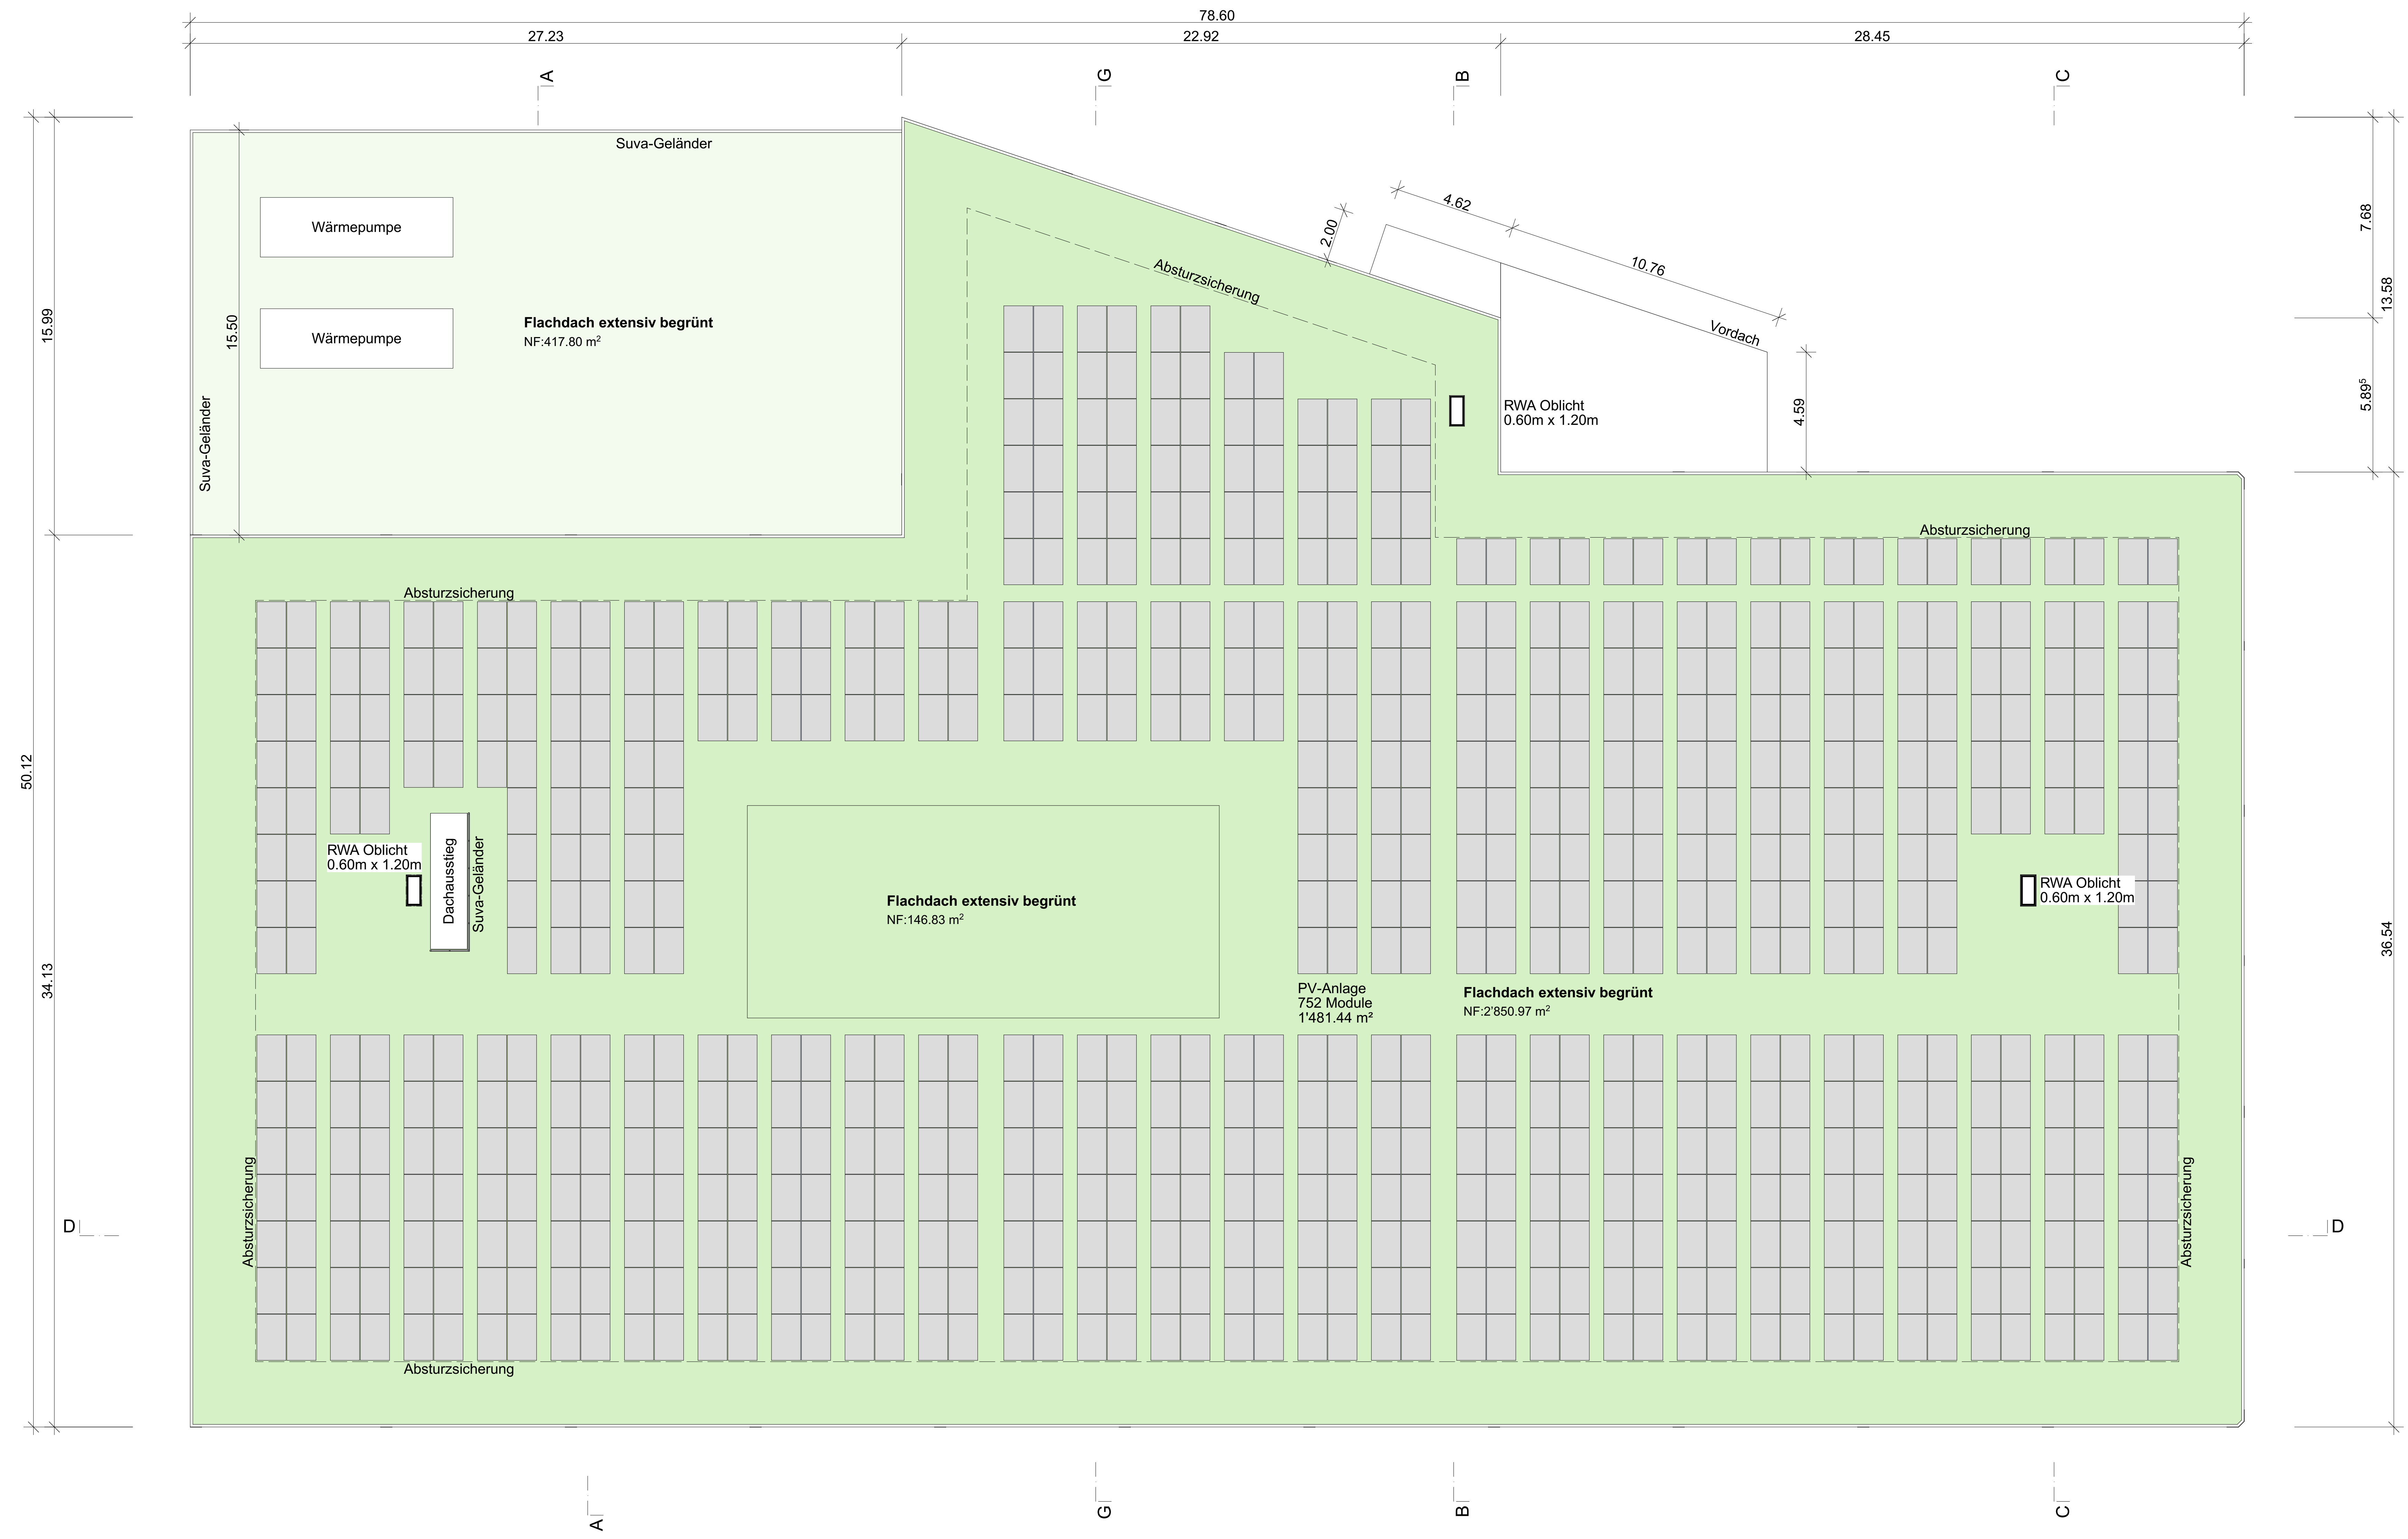 78.60
27.23
22.92
28.45
A
G
B
C
Suva-Geländer
Wärmepumpe
Wärmepumpe
Flachdach extensiv begrünt
NF:417.80 m²
Suva-Geländer
15.50
15.99
50.12
34.13
Absturzsicherung
2.00
4.62
10.76
Vordach
4.59
7.68
13.58
5.89⁵
36.54
RWA Oblicht
0.60m x 1.20m
Absturzsicherung
Absturzsicherung
RWA Oblicht
0.60m x 1.20m
Dachausstieg
Suva-Geländer
Flachdach extensiv begrünt
NF:146.83 m²
RWA Oblicht
0.60m x 1.20m
PV-Anlage
752 Module
1'481.44 m²
Flachdach extensiv begrünt
NF:2'850.97 m²
Absturzsicherung
Absturzsicherung
D
D
Absturzsicherung
A
G
B
C